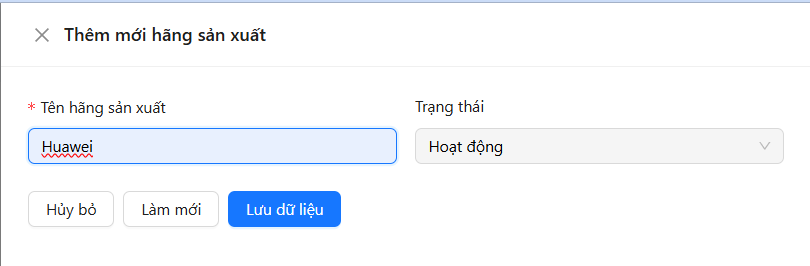 Thêm mới hãng sản xuất
* Tên hãng sản xuất
Trạng thái
Huawei
Hoạt động
Hủy bỏ
Làm mới
Lưu dữ liệu